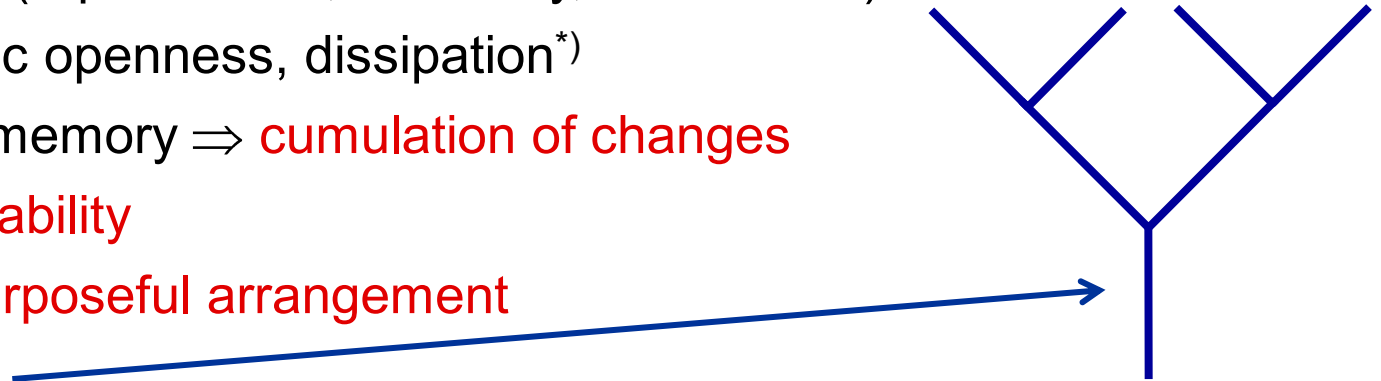 c openness, dissipation*)
memory ⇒ cumulation of changes
ability
rposeful arrangement